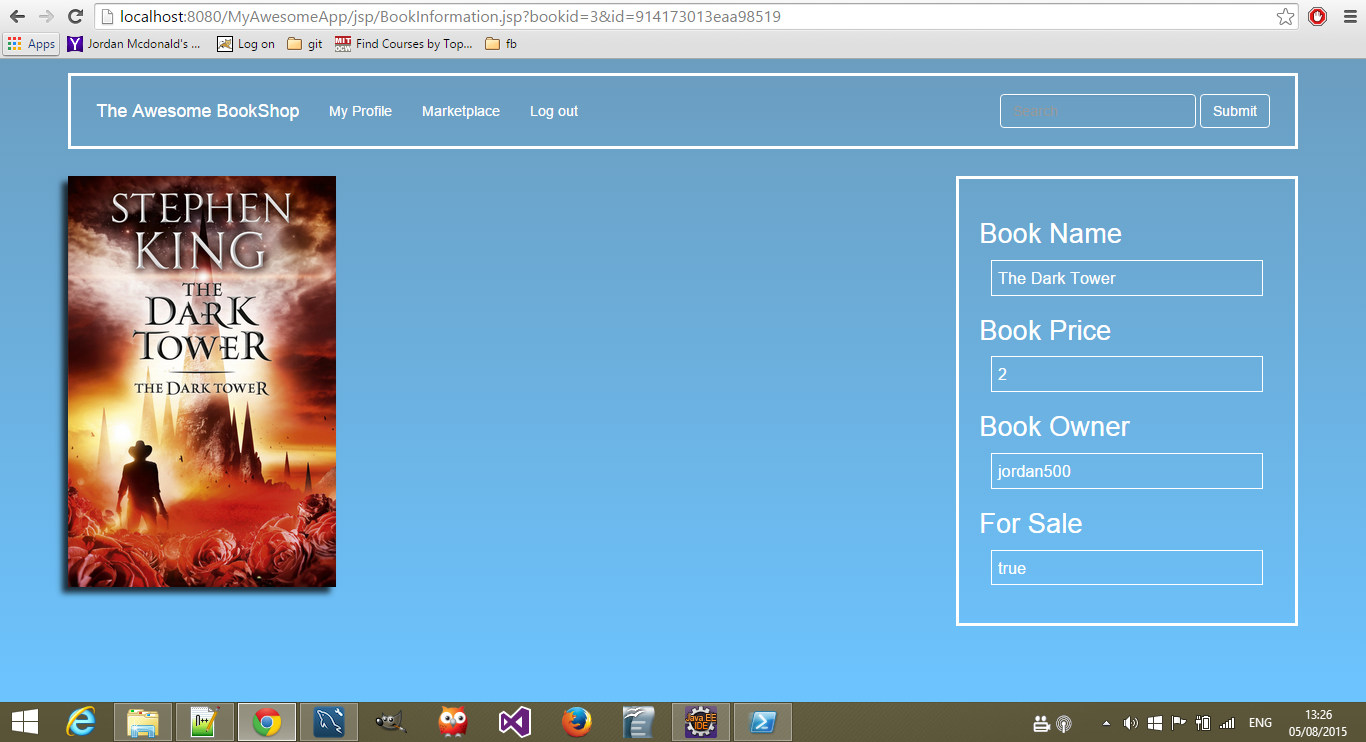 localhost:8080/MyAwesomeApp/jsp/BookInformation.jsp?bookid=3&id=914173013eaa98519
Apps Jordan Mcdonald's ... Log on git MIT OCW Find Courses by Top... fb
The Awesome BookShop My Profile Marketplace Log out Search Submit
STEPHEN
KING
THE
DARK
TOWER
THE DARK TOWER
Book Name
The Dark Tower
Book Price
2
Book Owner
jordan500
For Sale
true
Java EE
IDE
ENG
13:26
05/08/2015